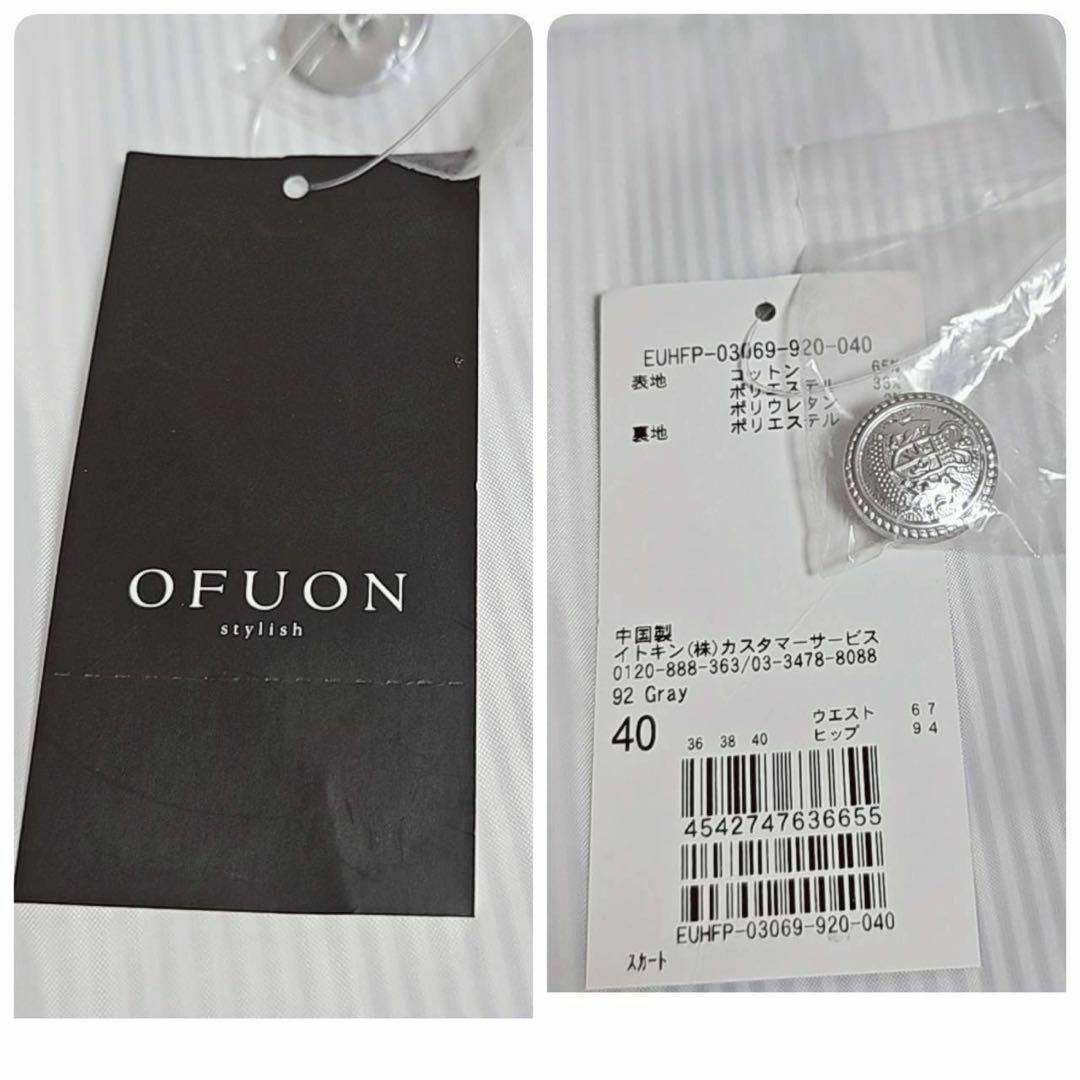 OFUON
stylish
EUHFP-03069-920-040
表地 コットン 65%
ポリエステル
ポリウレタン
裏地 ポリエステル
中国製
イトキン(株)カスタマーサービス
0120-888-363/03-3478-8088
92 Gray
40 36 38 40 ウエスト 67
ヒップ 94
4542747636655
EUHFP-03069-920-040
スカート